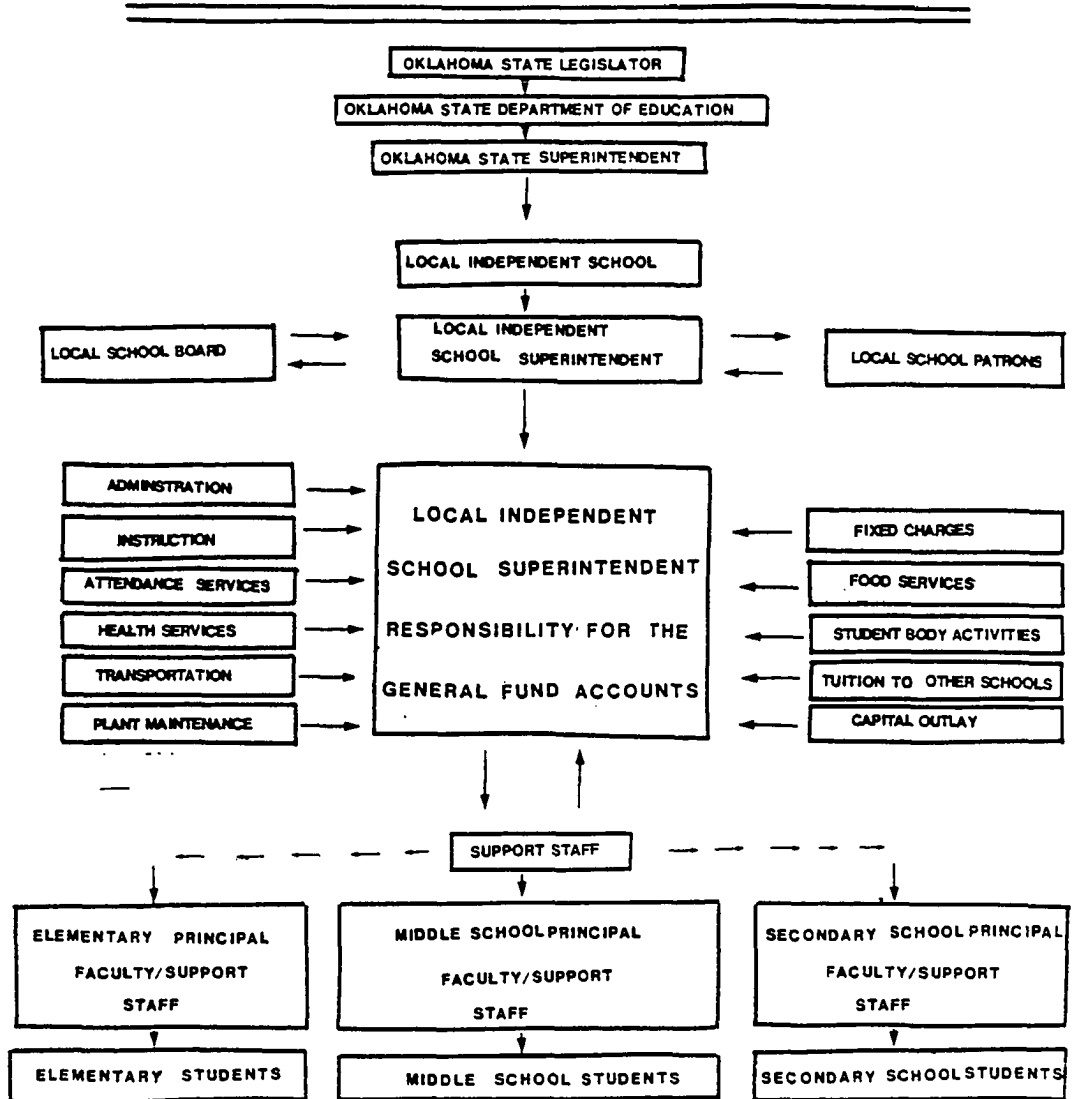 OKLAHOMA STATE LEGISLATOR
OKLAHOMA STATE DEPARTMENT OF EDUCATION
OKLAHOMA STATE SUPERINTENDENT
LOCAL INDEPENDENT SCHOOL
LOCAL SCHOOL BOARD
LOCAL INDEPENDENT
SCHOOL SUPERINTENDENT
LOCAL SCHOOL PATRONS
ADMINSTRATION
INSTRUCTION
ATTENDANCE SERVICES
HEALTH SERVICES
TRANSPORTATION
PLANT MAINTENANCE
LOCAL INDEPENDENT
SCHOOL SUPERINTENDENT
RESPONSIBILITY FOR THE
GENERAL FUND ACCOUNTS
FIXED CHARGES
FOOD SERVICES
STUDENT BODY ACTIVITIES
TUITION TO OTHER SCHOOLS
CAPITAL OUTLAY
SUPPORT STAFF
ELEMENTARY PRINCIPAL
FACULTY/SUPPORT
STAFF
MIDDLE SCHOOL PRINCIPAL
FACULTY/SUPPORT
STAFF
SECONDARY SCHOOL PRINCIPAL
FACULTY/SUPPORT
STAFF
ELEMENTARY STUDENTS
MIDDLE SCHOOL STUDENTS
SECONDARY SCHOOL STUDENTS